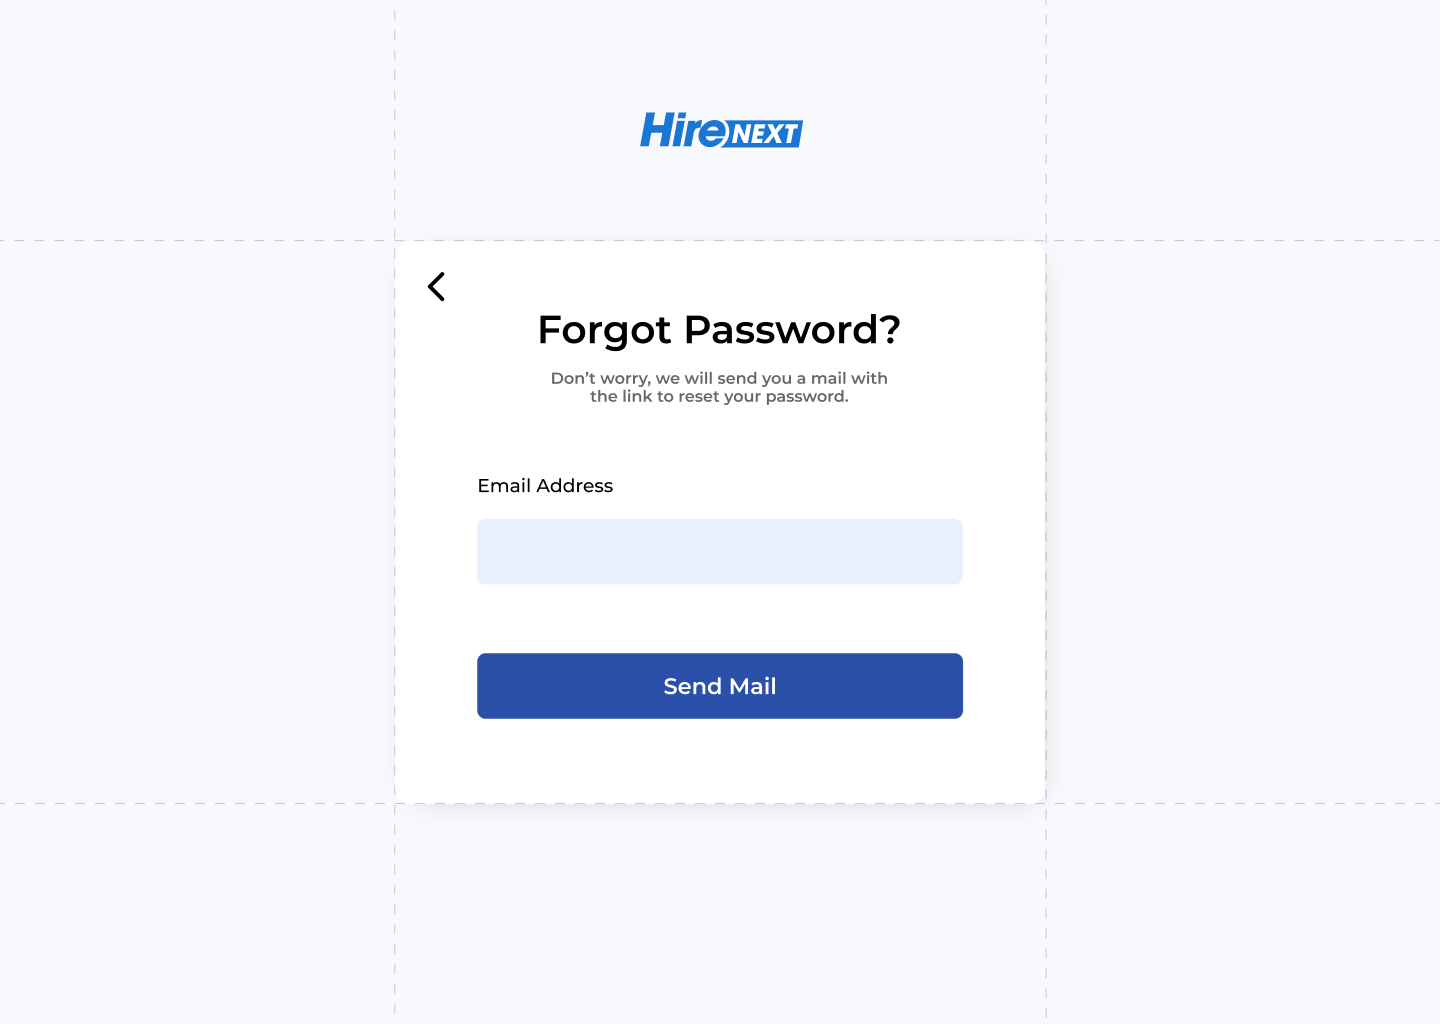 HireNEXT
Forgot Password?
Don’t worry, we will send you a mail with
the link to reset your password.
Email Address
Send Mail